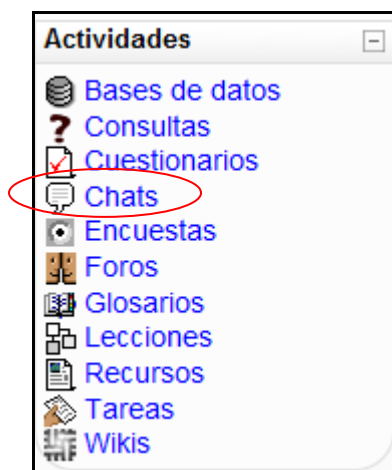 Actividades
Bases de datos
Consultas
Cuestionarios
Chats
Encuestas
Foros
Glosarios
Lecciones
Recursos
Tareas
Wikis